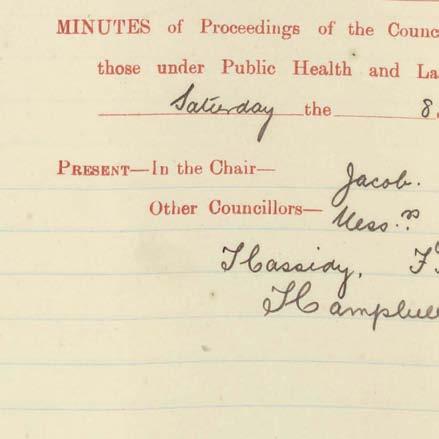 MINUTES of Proceedings of the Counc
those under Public Health and La
Saturday the 8
PRESENT—In the Chair—
Jacob.
Other Councillors—
Mess.rs
J Cassidy, F
J Campbell